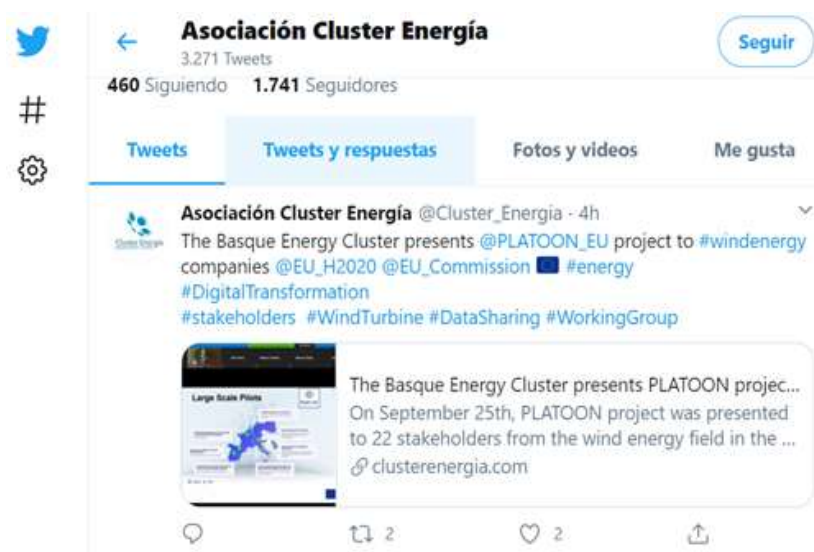 Asociación Cluster Energía
3.271 Tweets
Seguir
460 Siguiendo 1.741 Seguidores
Tweets Tweets y respuestas Fotos y videos Me gusta
Asociación Cluster Energía @Cluster_Energia · 4h
The Basque Energy Cluster presents @PLATOON_EU project to #windenergy
companies @EU_H2020 @EU_Commission #energy
#DigitalTransformation
#stakeholders #WindTurbine #DataSharing #WorkingGroup
Large Scale Pilots
The Basque Energy Cluster presents PLATOON projec...
On September 25th, PLATOON project was presented
to 22 stakeholders from the wind energy field in the ...
clusterenergia.com
2 2